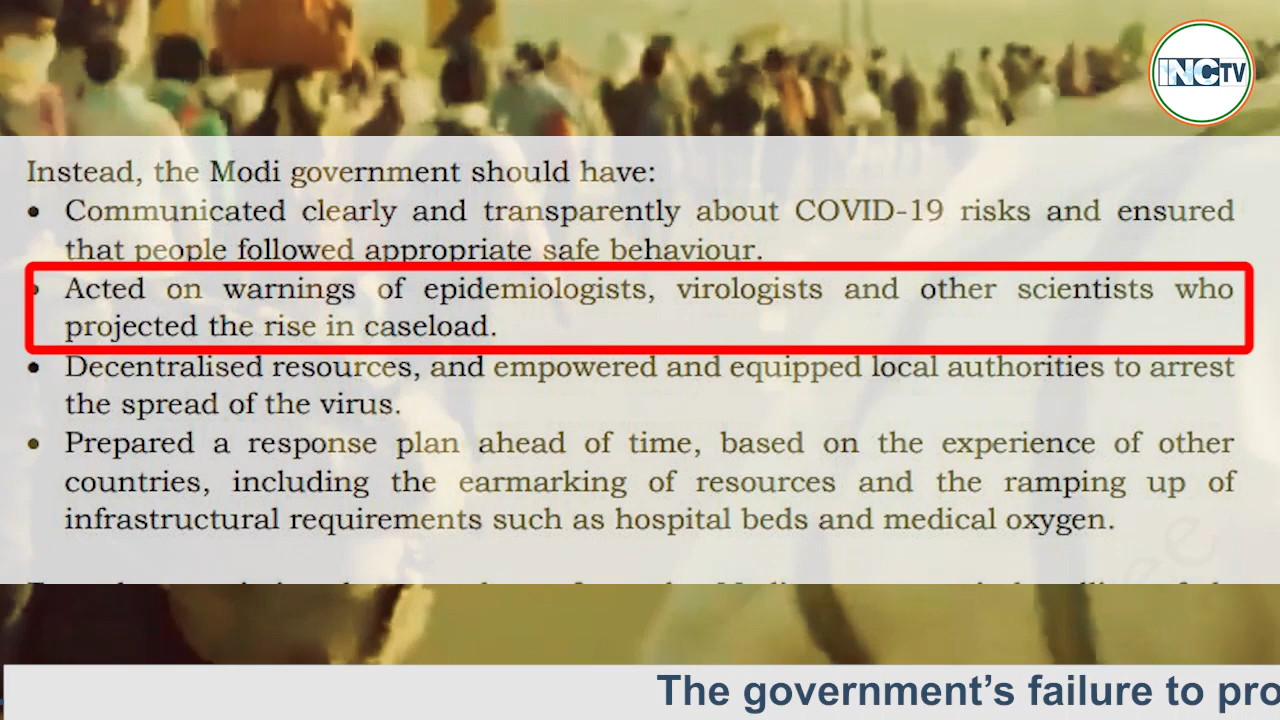 INCTV
Instead, the Modi government should have:
• Communicated clearly and transparently about COVID-19 risks and ensured
that people followed appropriate safe behaviour.
• Acted on warnings of epidemiologists, virologists and other scientists who
projected the rise in caseload.
• Decentralised resources, and empowered and equipped local authorities to arrest
the spread of the virus.
• Prepared a response plan ahead of time, based on the experience of other
countries, including the earmarking of resources and the ramping up of
infrastructural requirements such as hospital beds and medical oxygen.
The government’s failure to pro